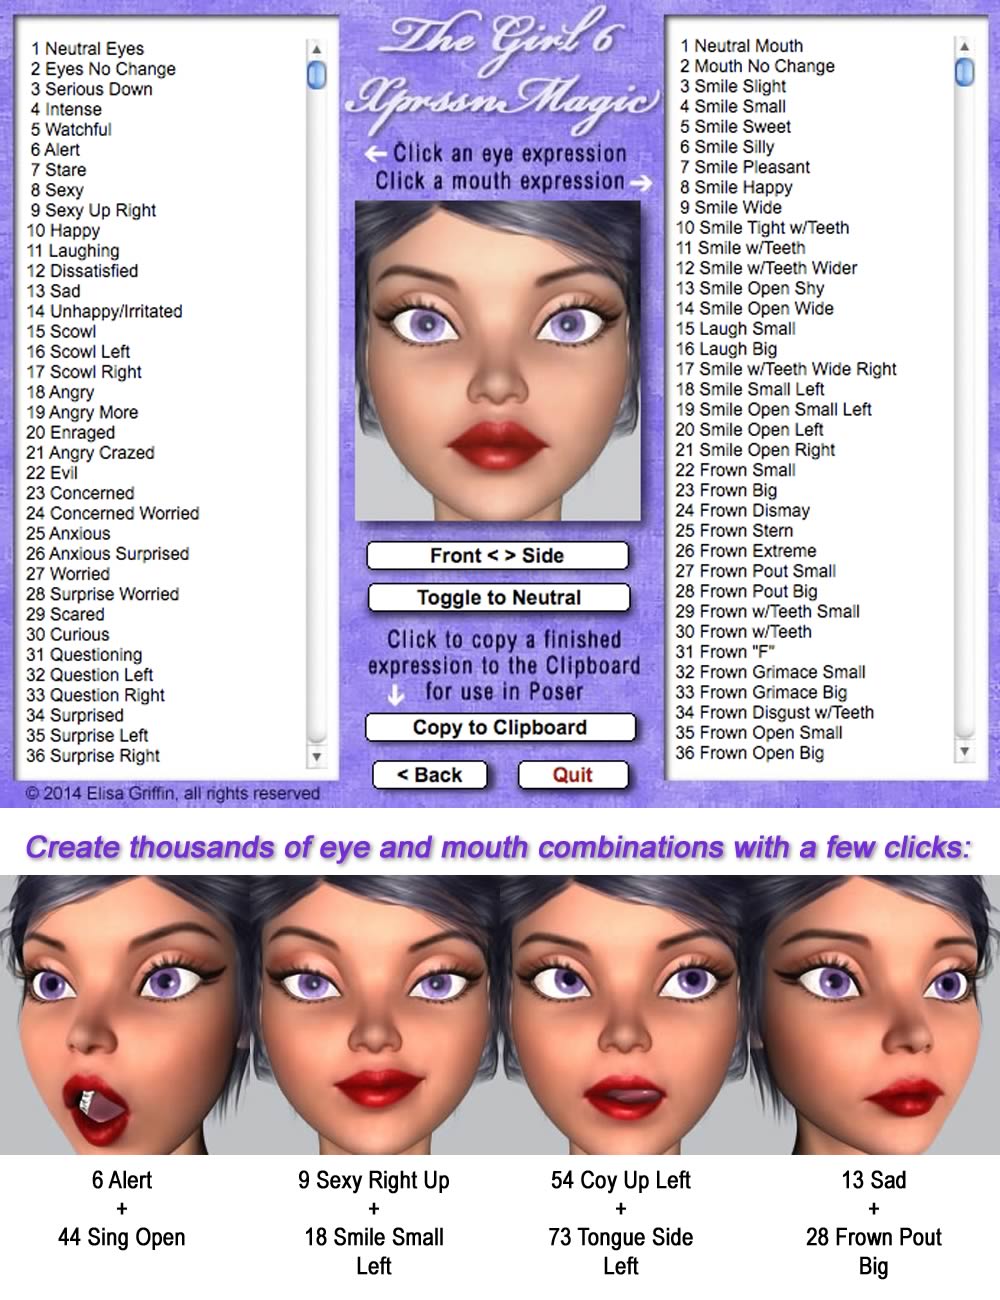 The Girl 6
Xprssn Magic
← Click an eye expression
Click a mouth expression →
1 Neutral Eyes
2 Eyes No Change
3 Serious Down
4 Intense
5 Watchful
6 Alert
7 Stare
8 Sexy
9 Sexy Up Right
10 Happy
11 Laughing
12 Dissatisfied
13 Sad
14 Unhappy/Irritated
15 Scowl
16 Scowl Left
17 Scowl Right
18 Angry
19 Angry More
20 Enraged
21 Angry Crazed
22 Evil
23 Concerned
24 Concerned Worried
25 Anxious
26 Anxious Surprised
27 Worried
28 Surprise Worried
29 Scared
30 Curious
31 Questioning
32 Question Left
33 Question Right
34 Surprised
35 Surprise Left
36 Surprise Right
1 Neutral Mouth
2 Mouth No Change
3 Smile Slight
4 Smile Small
5 Smile Sweet
6 Smile Silly
7 Smile Pleasant
8 Smile Happy
9 Smile Wide
10 Smile Tight w/Teeth
11 Smile w/Teeth
12 Smile w/Teeth Wider
13 Smile Open Shy
14 Smile Open Wide
15 Laugh Small
16 Laugh Big
17 Smile w/Teeth Wide Right
18 Smile Small Left
19 Smile Open Small Left
20 Smile Open Left
21 Smile Open Right
22 Frown Small
23 Frown Big
24 Frown Dismay
25 Frown Stern
26 Frown Extreme
27 Frown Pout Small
28 Frown Pout Big
29 Frown w/Teeth Small
30 Frown w/Teeth
31 Frown "F"
32 Frown Grimace Small
33 Frown Grimace Big
34 Frown Disgust w/Teeth
35 Frown Open Small
36 Frown Open Big
Front < > Side
Toggle to Neutral
Click to copy a finished
expression to the Clipboard
↓ for use in Poser
Copy to Clipboard
< Back
Quit
© 2014 Elisa Griffin, all rights reserved
Create thousands of eye and mouth combinations with a few clicks:
6 Alert
+
44 Sing Open
9 Sexy Right Up
+
18 Smile Small
Left
54 Coy Up Left
+
73 Tongue Side
Left
13 Sad
+
28 Frown Pout
Big